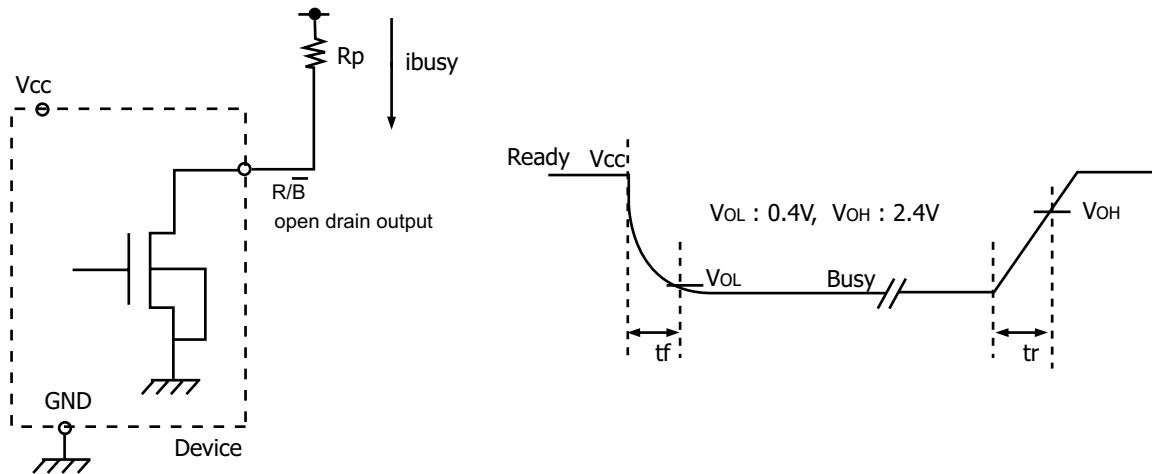 Rp
ibusy
Vcc
R/B̅
open drain output
GND
Device
Ready Vcc
VOL : 0.4V, VOH : 2.4V
VOH
VOL
Busy
tf
tr